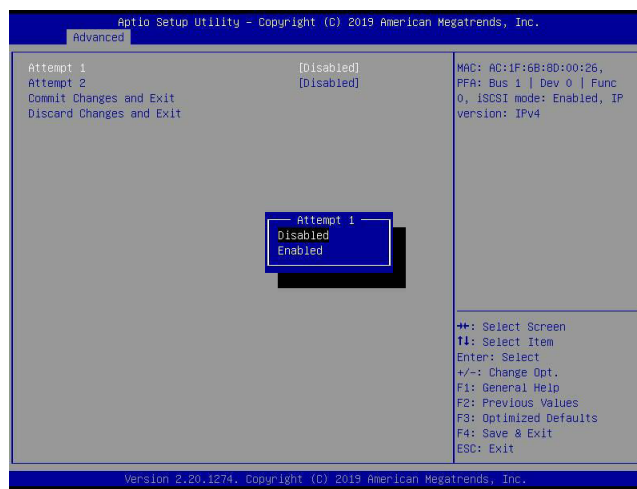 Aptio Setup Utility – Copyright (C) 2019 American Megatrends, Inc.
Advanced
Attempt 1 [Disabled]
Attempt 2 [Disabled]
Commit Changes and Exit
Discard Changes and Exit
MAC: AC:1F:6B:8D:00:26,
PFA: Bus 1 | Dev 0 | Func
0, iSCSI mode: Enabled, IP
version: IPv4
Attempt 1
Disabled
Enabled
→←: Select Screen
↑↓: Select Item
Enter: Select
+/-: Change Opt.
F1: General Help
F2: Previous Values
F3: Optimized Defaults
F4: Save & Exit
ESC: Exit
Version 2.20.1274. Copyright (C) 2019 American Megatrends, Inc.